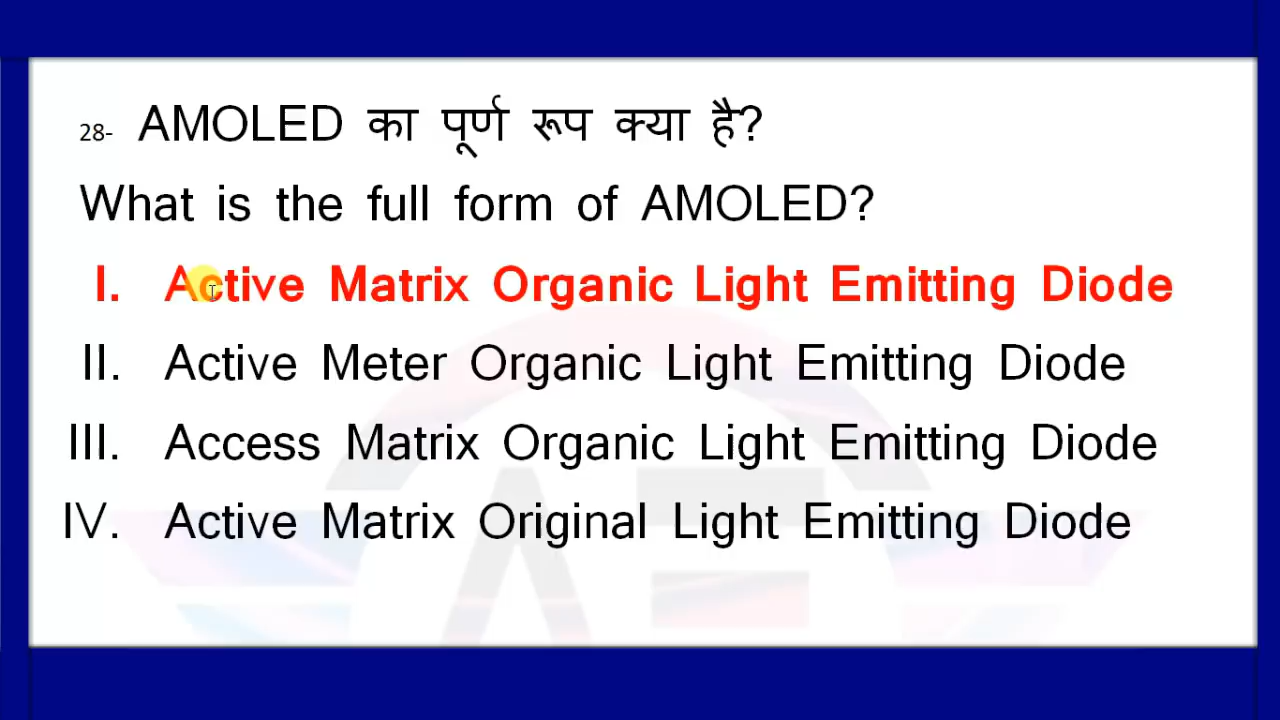 28- AMOLED का पूर्ण रूप क्या है?
What is the full form of AMOLED?
I. Active Matrix Organic Light Emitting Diode
II. Active Meter Organic Light Emitting Diode
III. Access Matrix Organic Light Emitting Diode
IV. Active Matrix Original Light Emitting Diode